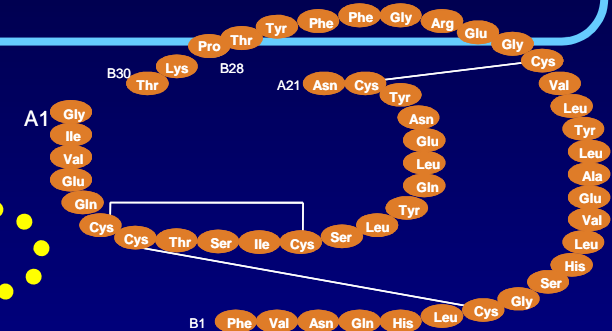 A1
Gly
Ile
Val
Glu
Gln
Cys
Cys
Thr
Ser
Ile
Cys
Ser
Leu
Tyr
Gln
Leu
Glu
Asn
Tyr
Cys
Asn
A21
B1
Phe
Val
Asn
Gln
His
Leu
Cys
Gly
Ser
His
Leu
Val
Glu
Ala
Leu
Tyr
Leu
Val
Cys
Gly
Glu
Arg
Gly
Phe
Phe
Tyr
Thr
Pro
B28
Lys
Thr
B30